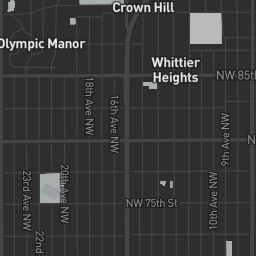 Crown Hill
Olympic Manor
Whittier
Heights
NW 85th
18th Ave NW
16th Ave NW
9th Ave NW
N
23rd Ave NW
20th Ave NW
10th Ave NW
NW 75th St
22nd